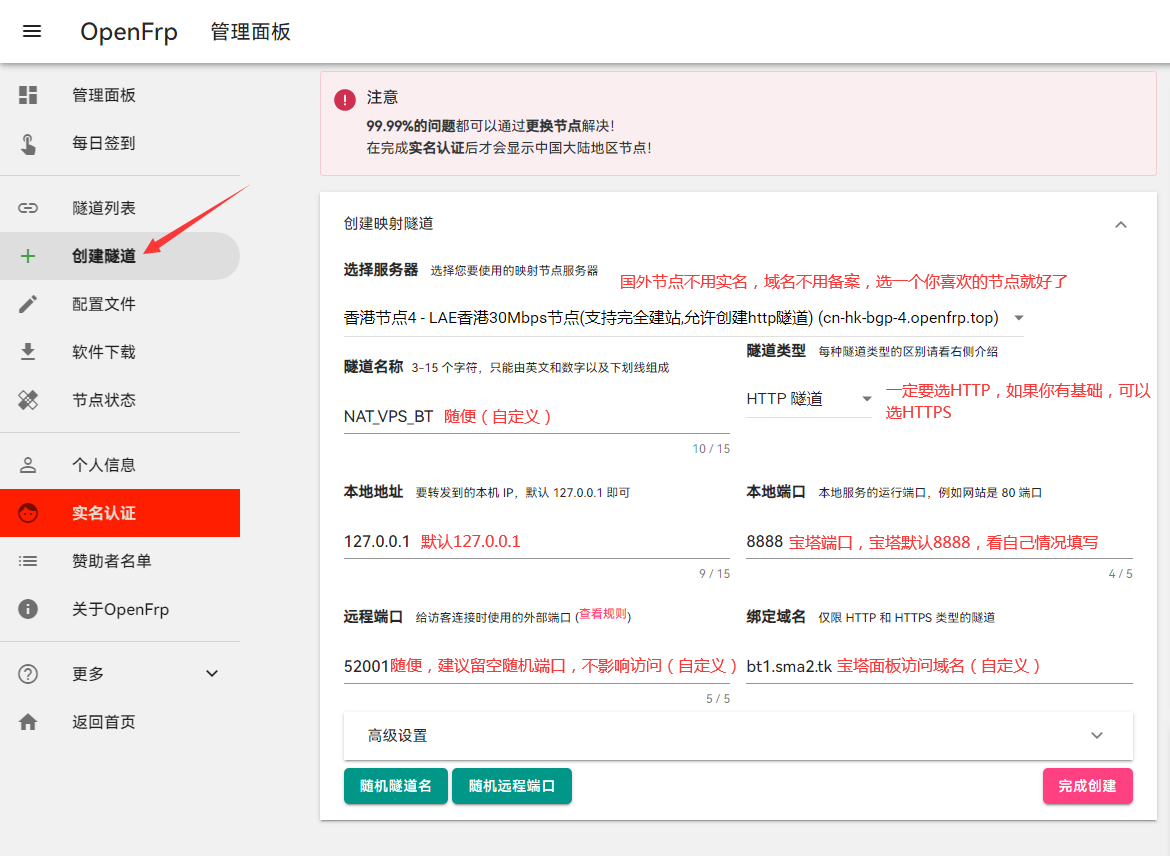 OpenFrp 管理面板
管理面板
每日签到
隧道列表
创建隧道
配置文件
软件下载
节点状态
个人信息
实名认证
赞助者名单
关于OpenFrp
更多
返回首页
注意
99.99%的问题都可以通过更换节点解决!
在完成实名认证后才会显示中国大陆地区节点!
创建映射隧道
选择服务器 选择您要使用的映射节点服务器
国外节点不用实名，域名不用备案，选一个你喜欢的节点就好了
香港节点4 - LAE香港30Mbps节点(支持完全建站,允许创建http隧道) (cn-hk-bgp-4.openfrp.top)
隧道名称 3-15 个字符，只能由英文和数字以及下划线组成
NAT_VPS_BT 随便（自定义）
10 / 15
隧道类型 每种隧道类型的区别请看右侧介绍
HTTP 隧道
一定要选HTTP，如果你有基础，可以
选HTTPS
本地地址 要转发到的本机 IP，默认 127.0.0.1 即可
127.0.0.1 默认127.0.0.1
9 / 15
本地端口 本地服务的运行端口，例如网站是 80 端口
8888 宝塔端口，宝塔默认8888，看自己情况填写
4 / 5
远程端口 给访客连接时使用的外部端口 (查看规则)
52001随便，建议留空随机端口，不影响访问（自定义）
5 / 5
绑定域名 仅限 HTTP 和 HTTPS 类型的隧道
bt1.sma2.tk 宝塔面板访问域名（自定义）
高级设置
随机隧道名
随机远程端口
完成创建